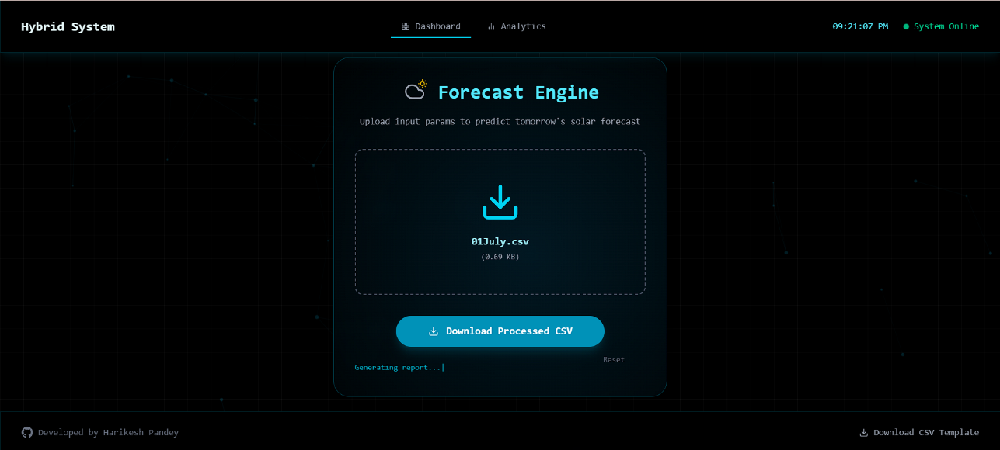 Hybrid System
Dashboard
Analytics
09:21:07 PM
System Online
Forecast Engine
Upload input params to predict tomorrow's solar forecast
01July.csv
(0.69 KB)
Download Processed CSV
Reset
Generating report...|
Developed by Harikesh Pandey
Download CSV Template